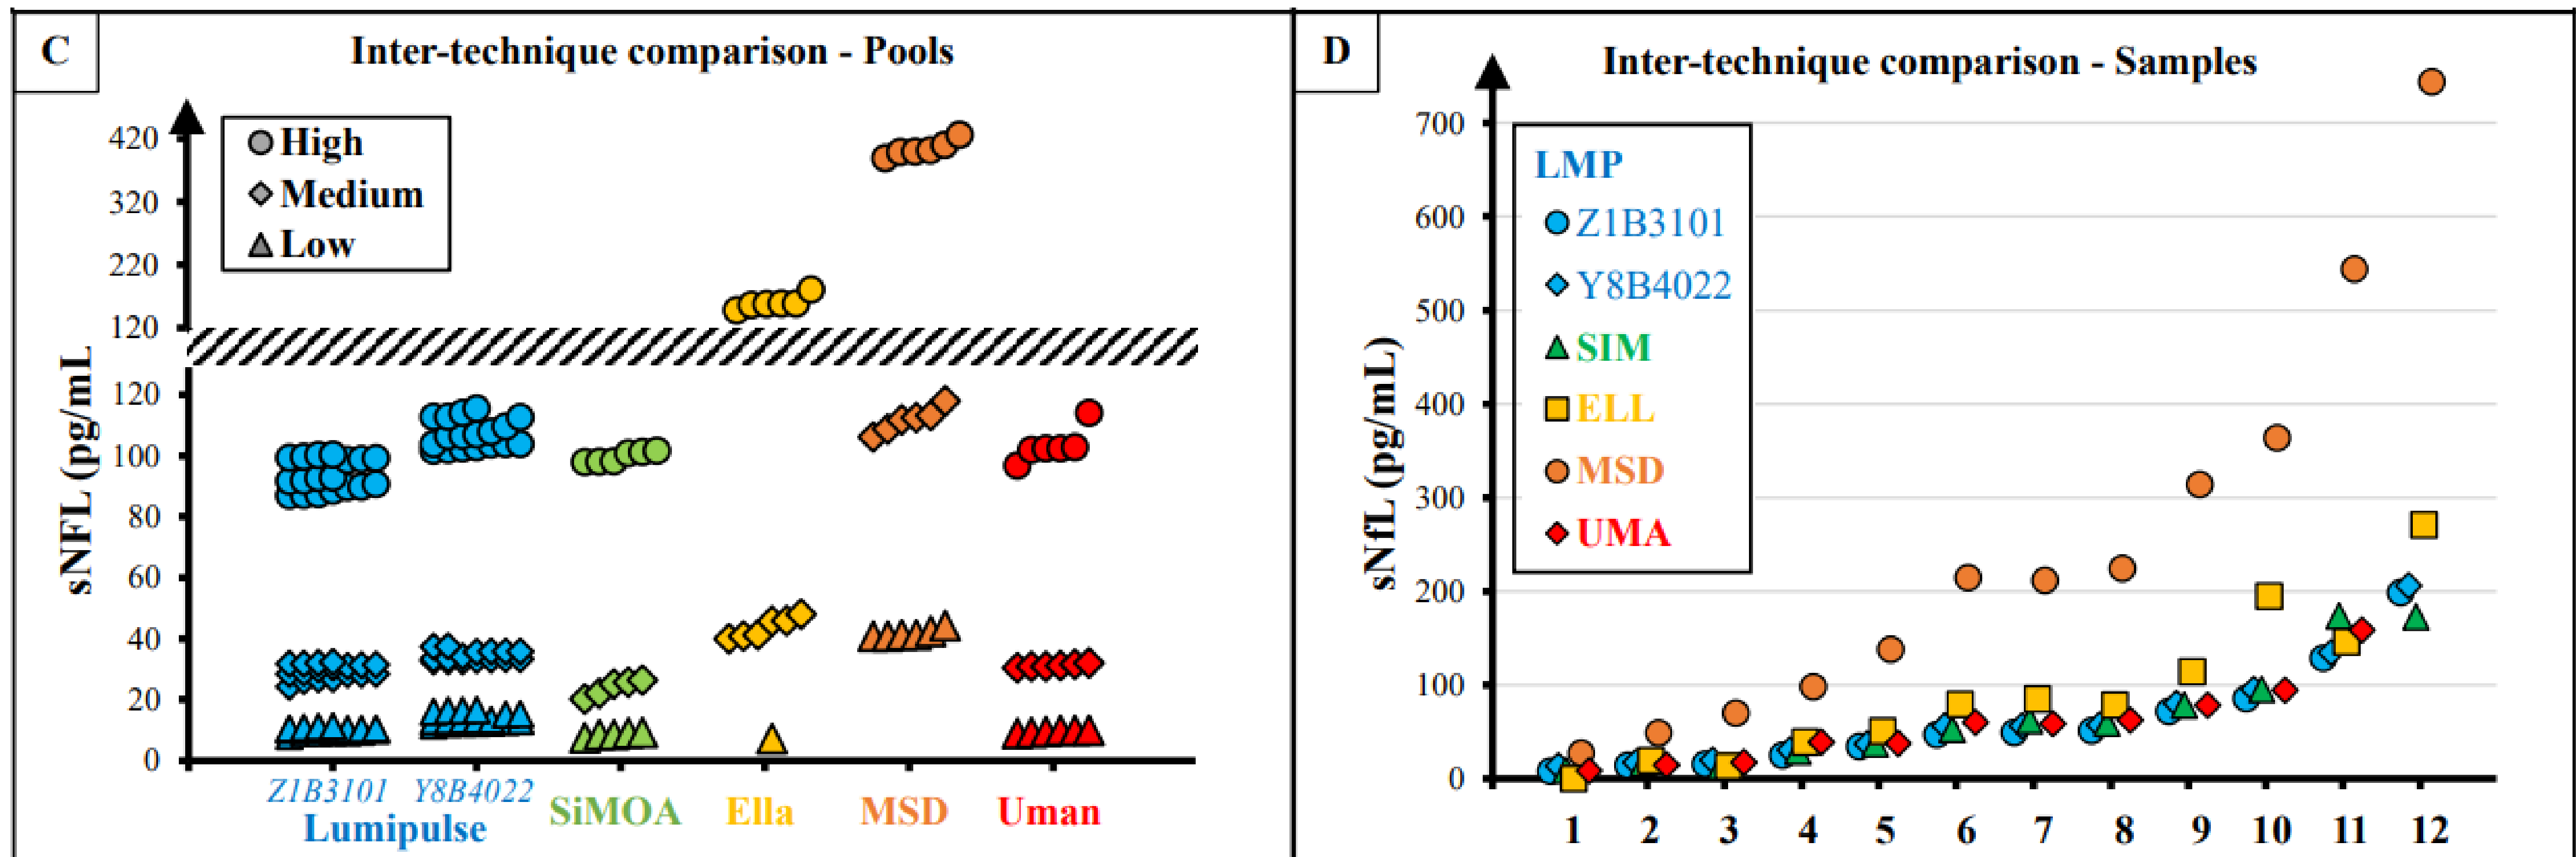 C
Inter-technique comparison - Pools
High
Medium
Low
420
320
220
120
120
100
80
60
40
20
0
sNFL (pg/mL
Z1B3101 Y8B4022
Lumipulse
SiMOA
Ella
MSD
Uman
D
Inter-technique comparison - Samples
LMP
Z1B3101
Y8B4022
SIM
ELL
MSD
UMA
700
600
500
400
300
200
100
0
sNfL (pg/mL)
1 2 3 4 5 6 7 8 9 10 11 12